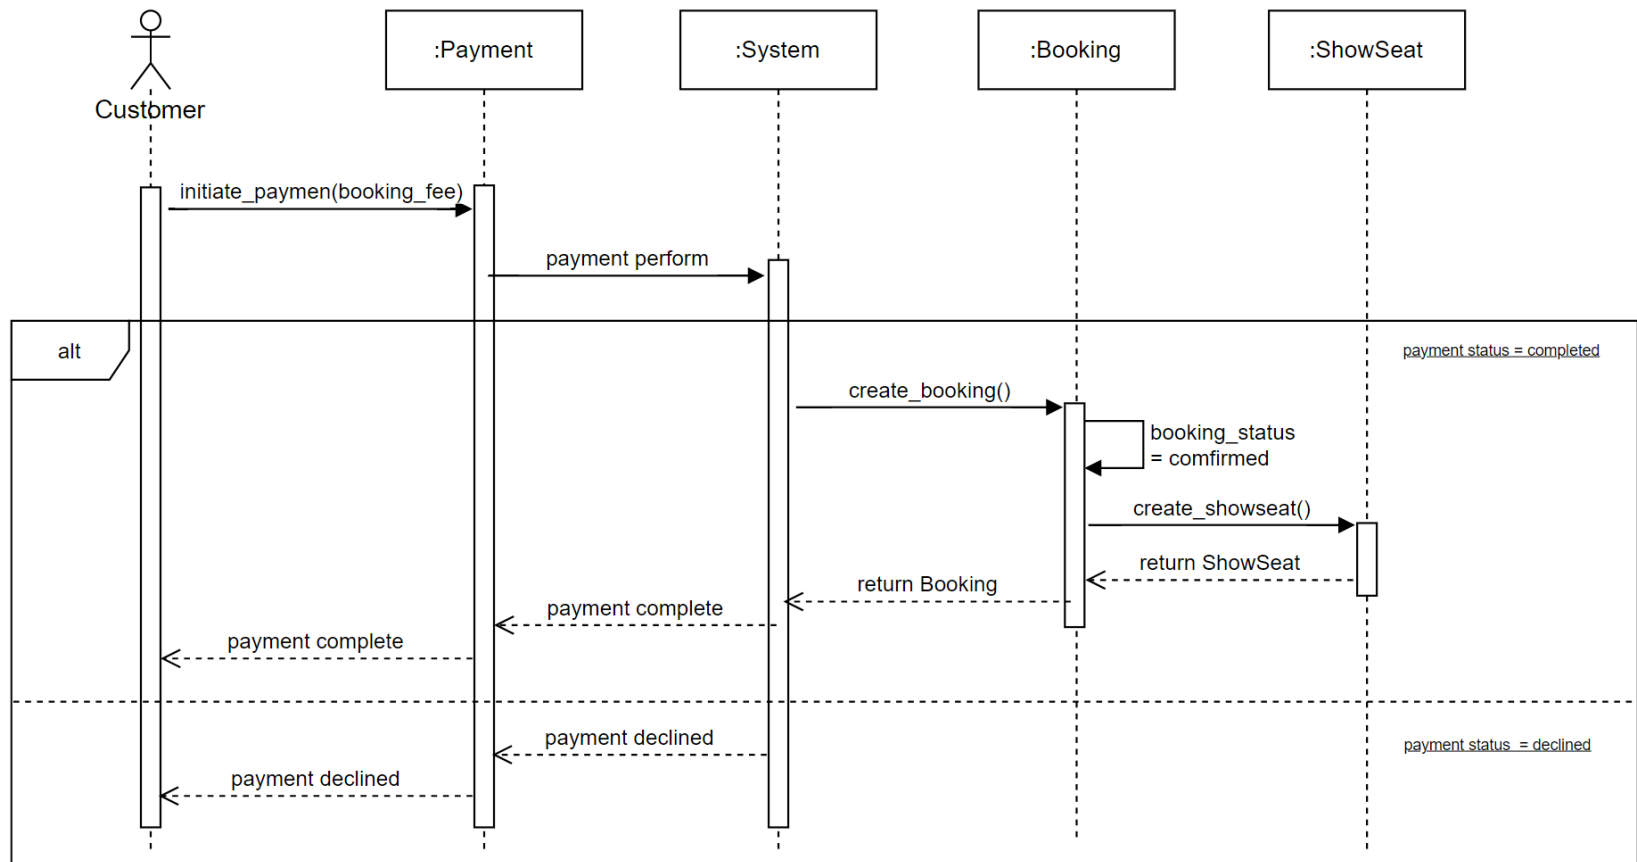 :Payment
:System
:Booking
:ShowSeat
Customer
initiate_paymen(booking_fee)
payment perform
alt
payment status = completed
create_booking()
booking_status
= comfirmed
create_showseat()
return ShowSeat
return Booking
payment complete
payment complete
payment declined
payment status  = declined
payment declined